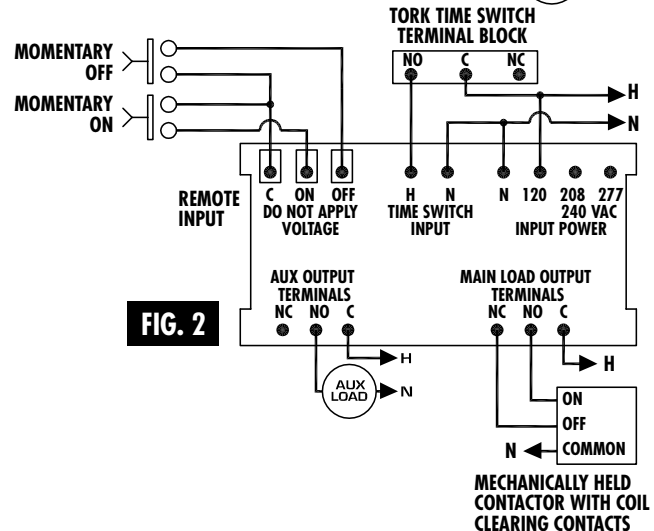 TORK TIME SWITCH
TERMINAL BLOCK
NO C NC
MOMENTARY
OFF
MOMENTARY
ON
H
N
REMOTE
INPUT
C ON OFF
DO NOT APPLY
VOLTAGE
H N
TIME SWITCH
INPUT
N 120 208 277
240 VAC
INPUT POWER
AUX OUTPUT
TERMINALS
NC NO C
MAIN LOAD OUTPUT
TERMINALS
NC NO C
FIG. 2
H
AUX
LOAD
N
H
ON
OFF
COMMON
N
MECHANICALLY HELD
CONTACTOR WITH COIL
CLEARING CONTACTS